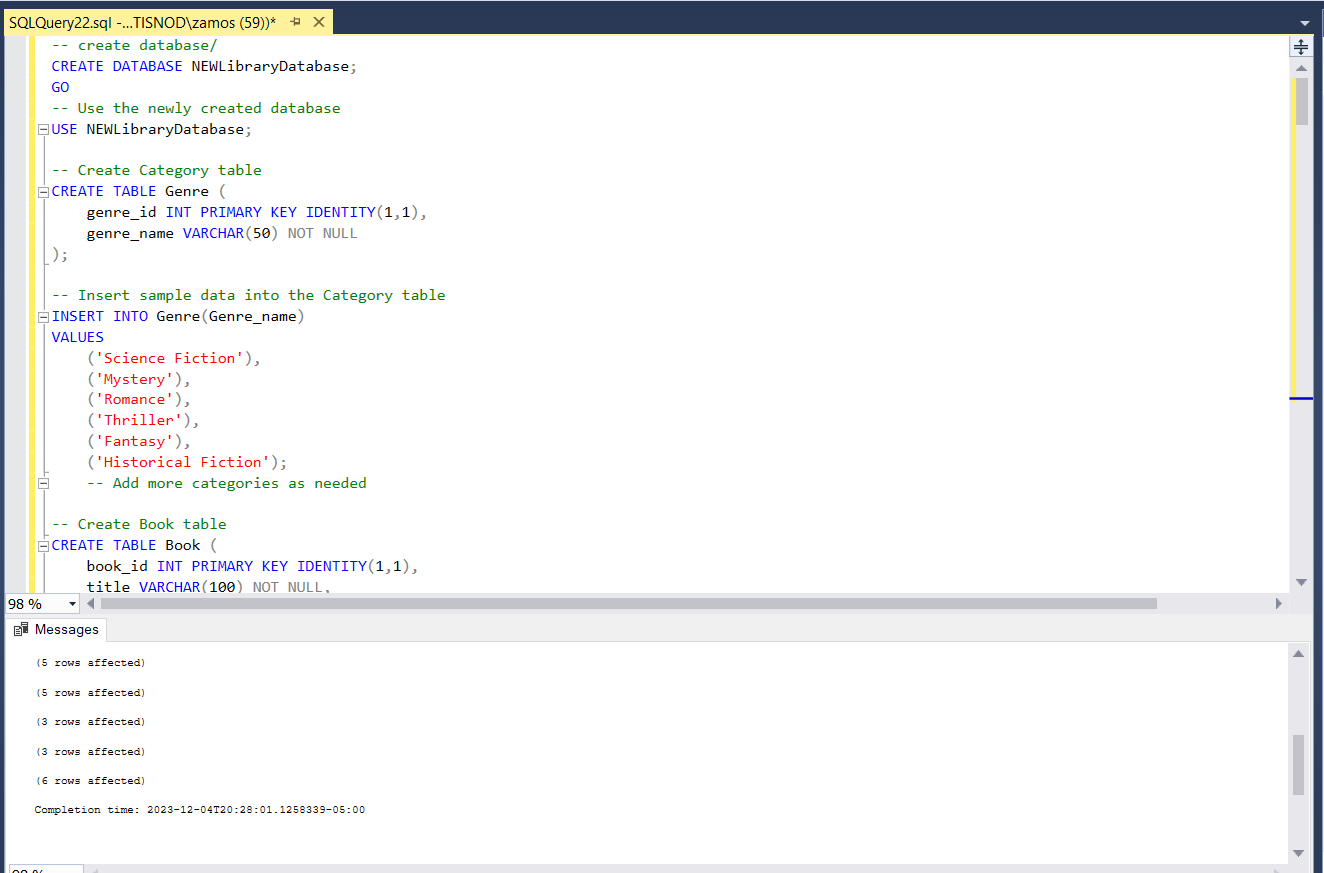 SQLQuery22.sql -...TISNOD\zamos (59))*
-- create database/
CREATE DATABASE NEWLibraryDatabase;
GO
-- Use the newly created database
USE NEWLibraryDatabase;
-- Create Category table
CREATE TABLE Genre (
genre_id INT PRIMARY KEY IDENTITY(1,1),
genre_name VARCHAR(50) NOT NULL
);
-- Insert sample data into the Category table
INSERT INTO Genre(Genre_name)
VALUES
('Science Fiction'),
('Mystery'),
('Romance'),
('Thriller'),
('Fantasy'),
('Historical Fiction');
-- Add more categories as needed
-- Create Book table
CREATE TABLE Book (
book_id INT PRIMARY KEY IDENTITY(1,1),
title VARCHAR(100) NOT NULL,
98 %
Messages
(5 rows affected)
(5 rows affected)
(3 rows affected)
(3 rows affected)
(6 rows affected)
Completion time: 2023-12-04T20:28:01.1258339-05:00
98 %